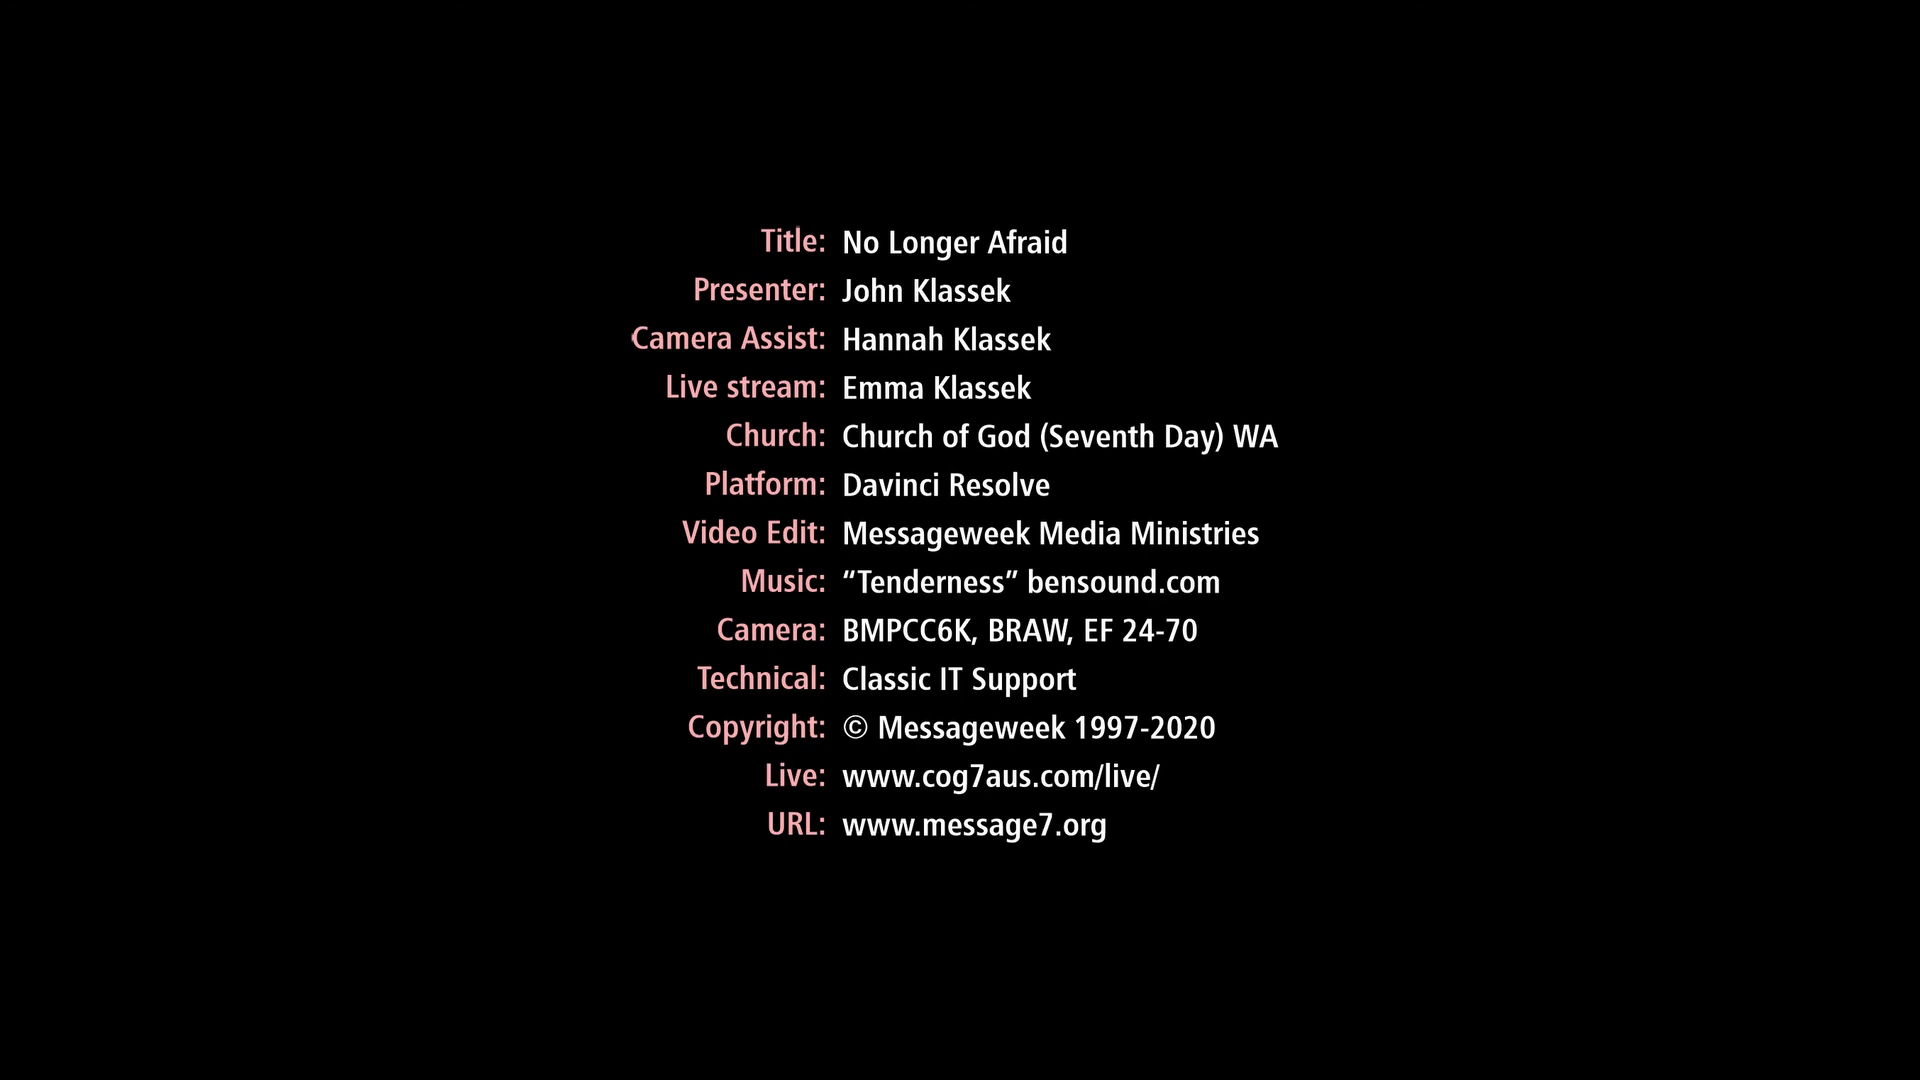 Title: No Longer Afraid
Presenter: John Klassek
Camera Assist: Hannah Klassek
Live stream: Emma Klassek
Church: Church of God (Seventh Day) WA
Platform: Davinci Resolve
Video Edit: Messageweek Media Ministries
Music: “Tenderness” bensound.com
Camera: BMPCC6K, BRAW, EF 24-70
Technical: Classic IT Support
Copyright: © Messageweek 1997-2020
Live: www.cog7aus.com/live/
URL: www.message7.org